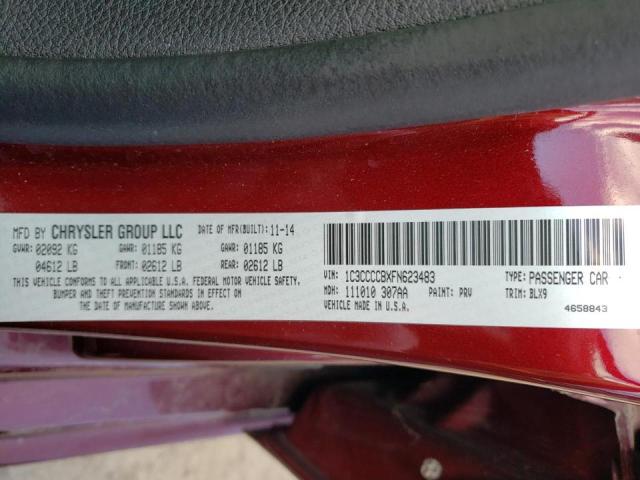 MFD BY CHRYSLER GROUP LLC DATE OF MFR(BUILT): 11-14
GVWR: 02092 KG GAWR: 01185 KG GAWR: 01185 KG
04612 LB FRONT: 02612 LB REAR: 02612 LB
THIS VEHICLE CONFORMS TO ALL APPLICABLE U.S.A. FEDERAL MOTOR VEHICLE SAFETY,
BUMPER AND THEFT PREVENTION STANDARDS IN EFFECT ON
THE DATE OF MANUFACTURE SHOWN ABOVE.
VIN: 1C3CCCCBXFN623483 TYPE: PASSENGER CAR
MDH: 111010 307AA PAINT: PRV TRIM: BLX9
VEHICLE MADE IN U.S.A.
4658843